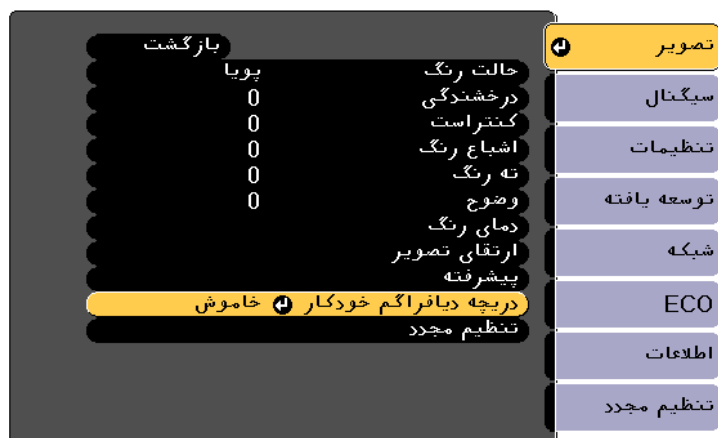 تصویر
سیگنال
تنظیمات
توسعه یافته
شبکه
ECO
اطلاعات
تنظیم مجدد
بازگشت
حالت رنگ پویا
درخشندگی 0
کنتراست 0
اشباع رنگ 0
ته رنگ 0
وضوح 0
دمای رنگ
ارتقای تصویر
پیشرفته
دریچه دیافراگم خودکار خاموش
تنظیم مجدد